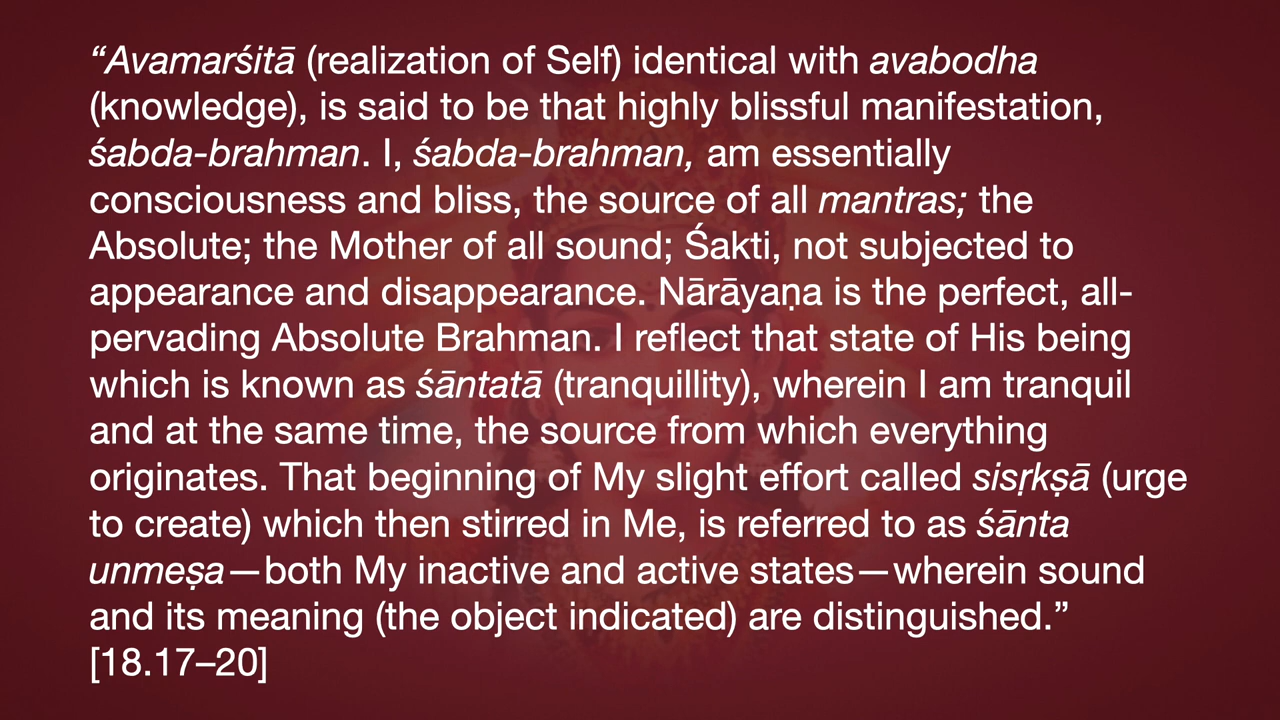 “Avamarśitā (realization of Self) identical with avabodha
(knowledge), is said to be that highly blissful manifestation,
śabda-brahman. I, śabda-brahman, am essentially
consciousness and bliss, the source of all mantras; the
Absolute; the Mother of all sound; Śakti, not subjected to
appearance and disappearance. Nārāyaṇa is the perfect, all-
pervading Absolute Brahman. I reflect that state of His being
which is known as śāntatā (tranquillity), wherein I am tranquil
and at the same time, the source from which everything
originates. That beginning of My slight effort called sisṛkṣā (urge
to create) which then stirred in Me, is referred to as śānta
unmeṣa—both My inactive and active states—wherein sound
and its meaning (the object indicated) are distinguished.”
[18.17–20]